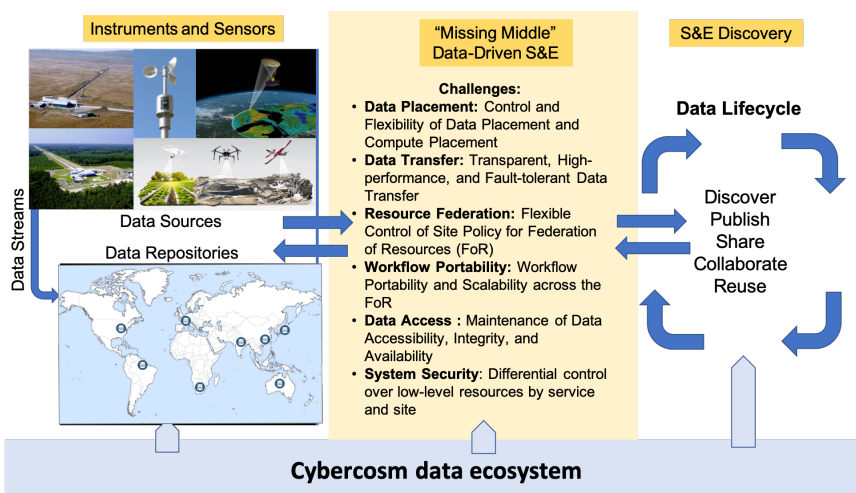 Instruments and Sensors
Data Streams
Data Sources
Data Repositories
“Missing Middle”
Data-Driven S&E
Challenges:
• Data Placement: Control and
Flexibility of Data Placement and
Compute Placement
• Data Transfer: Transparent, High-
performance, and Fault-tolerant Data
Transfer
• Resource Federation: Flexible
Control of Site Policy for Federation
of Resources (FoR)
• Workflow Portability: Workflow
Portability and Scalability across the
FoR
• Data Access : Maintenance of Data
Accessibility, Integrity, and
Availability
• System Security: Differential control
over low-level resources by service
and site
S&E Discovery
Data Lifecycle
Discover
Publish
Share
Collaborate
Reuse
Cybercosm data ecosystem